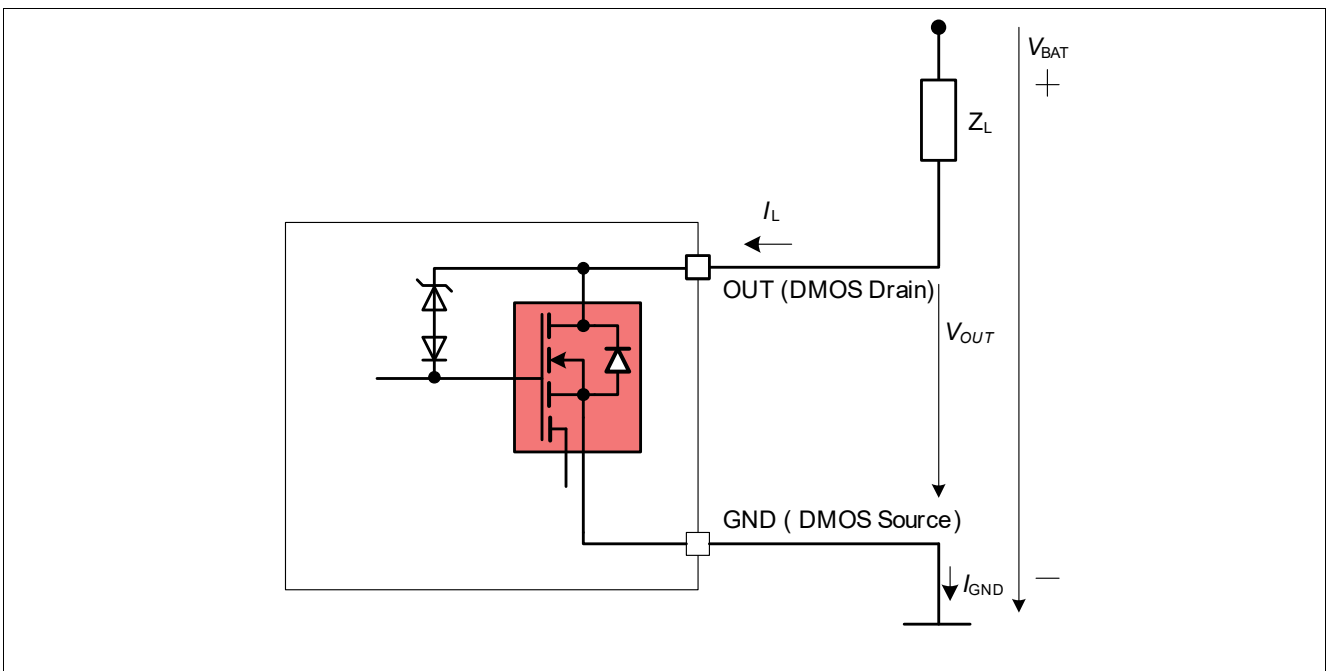 VBAT
+
ZL
IL
OUT (DMOS Drain)
VOUT
GND ( DMOS Source)
IGND
—